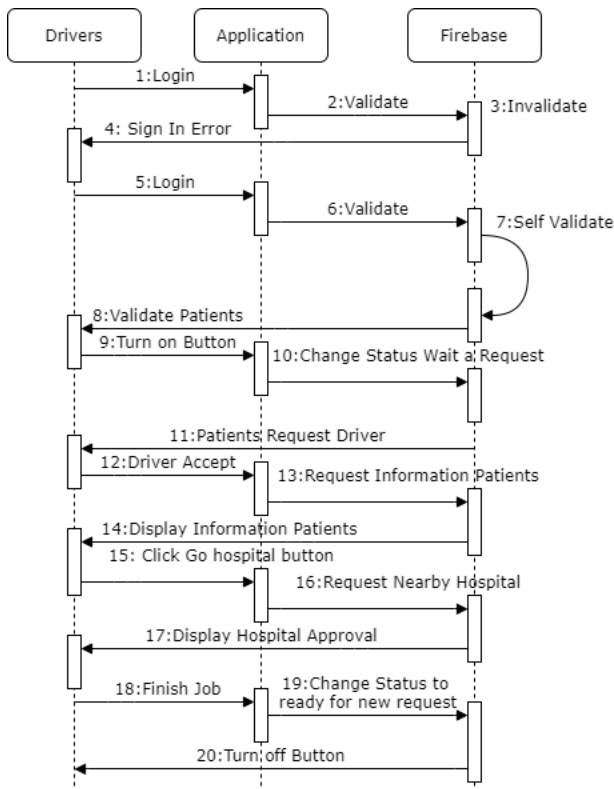 Drivers
Application
Firebase
1:Login
2:Validate
3:Invalidate
4: Sign In Error
5:Login
6:Validate
7:Self Validate
8:Validate Patients
9:Turn on Button
10:Change Status Wait a Request
11:Patients Request Driver
12:Driver Accept
13:Request Information Patients
14:Display Information Patients
15: Click Go hospital button
16:Request Nearby Hospital
17:Display Hospital Approval
18:Finish Job
19:Change Status to
ready for new request
20:Turn off Button